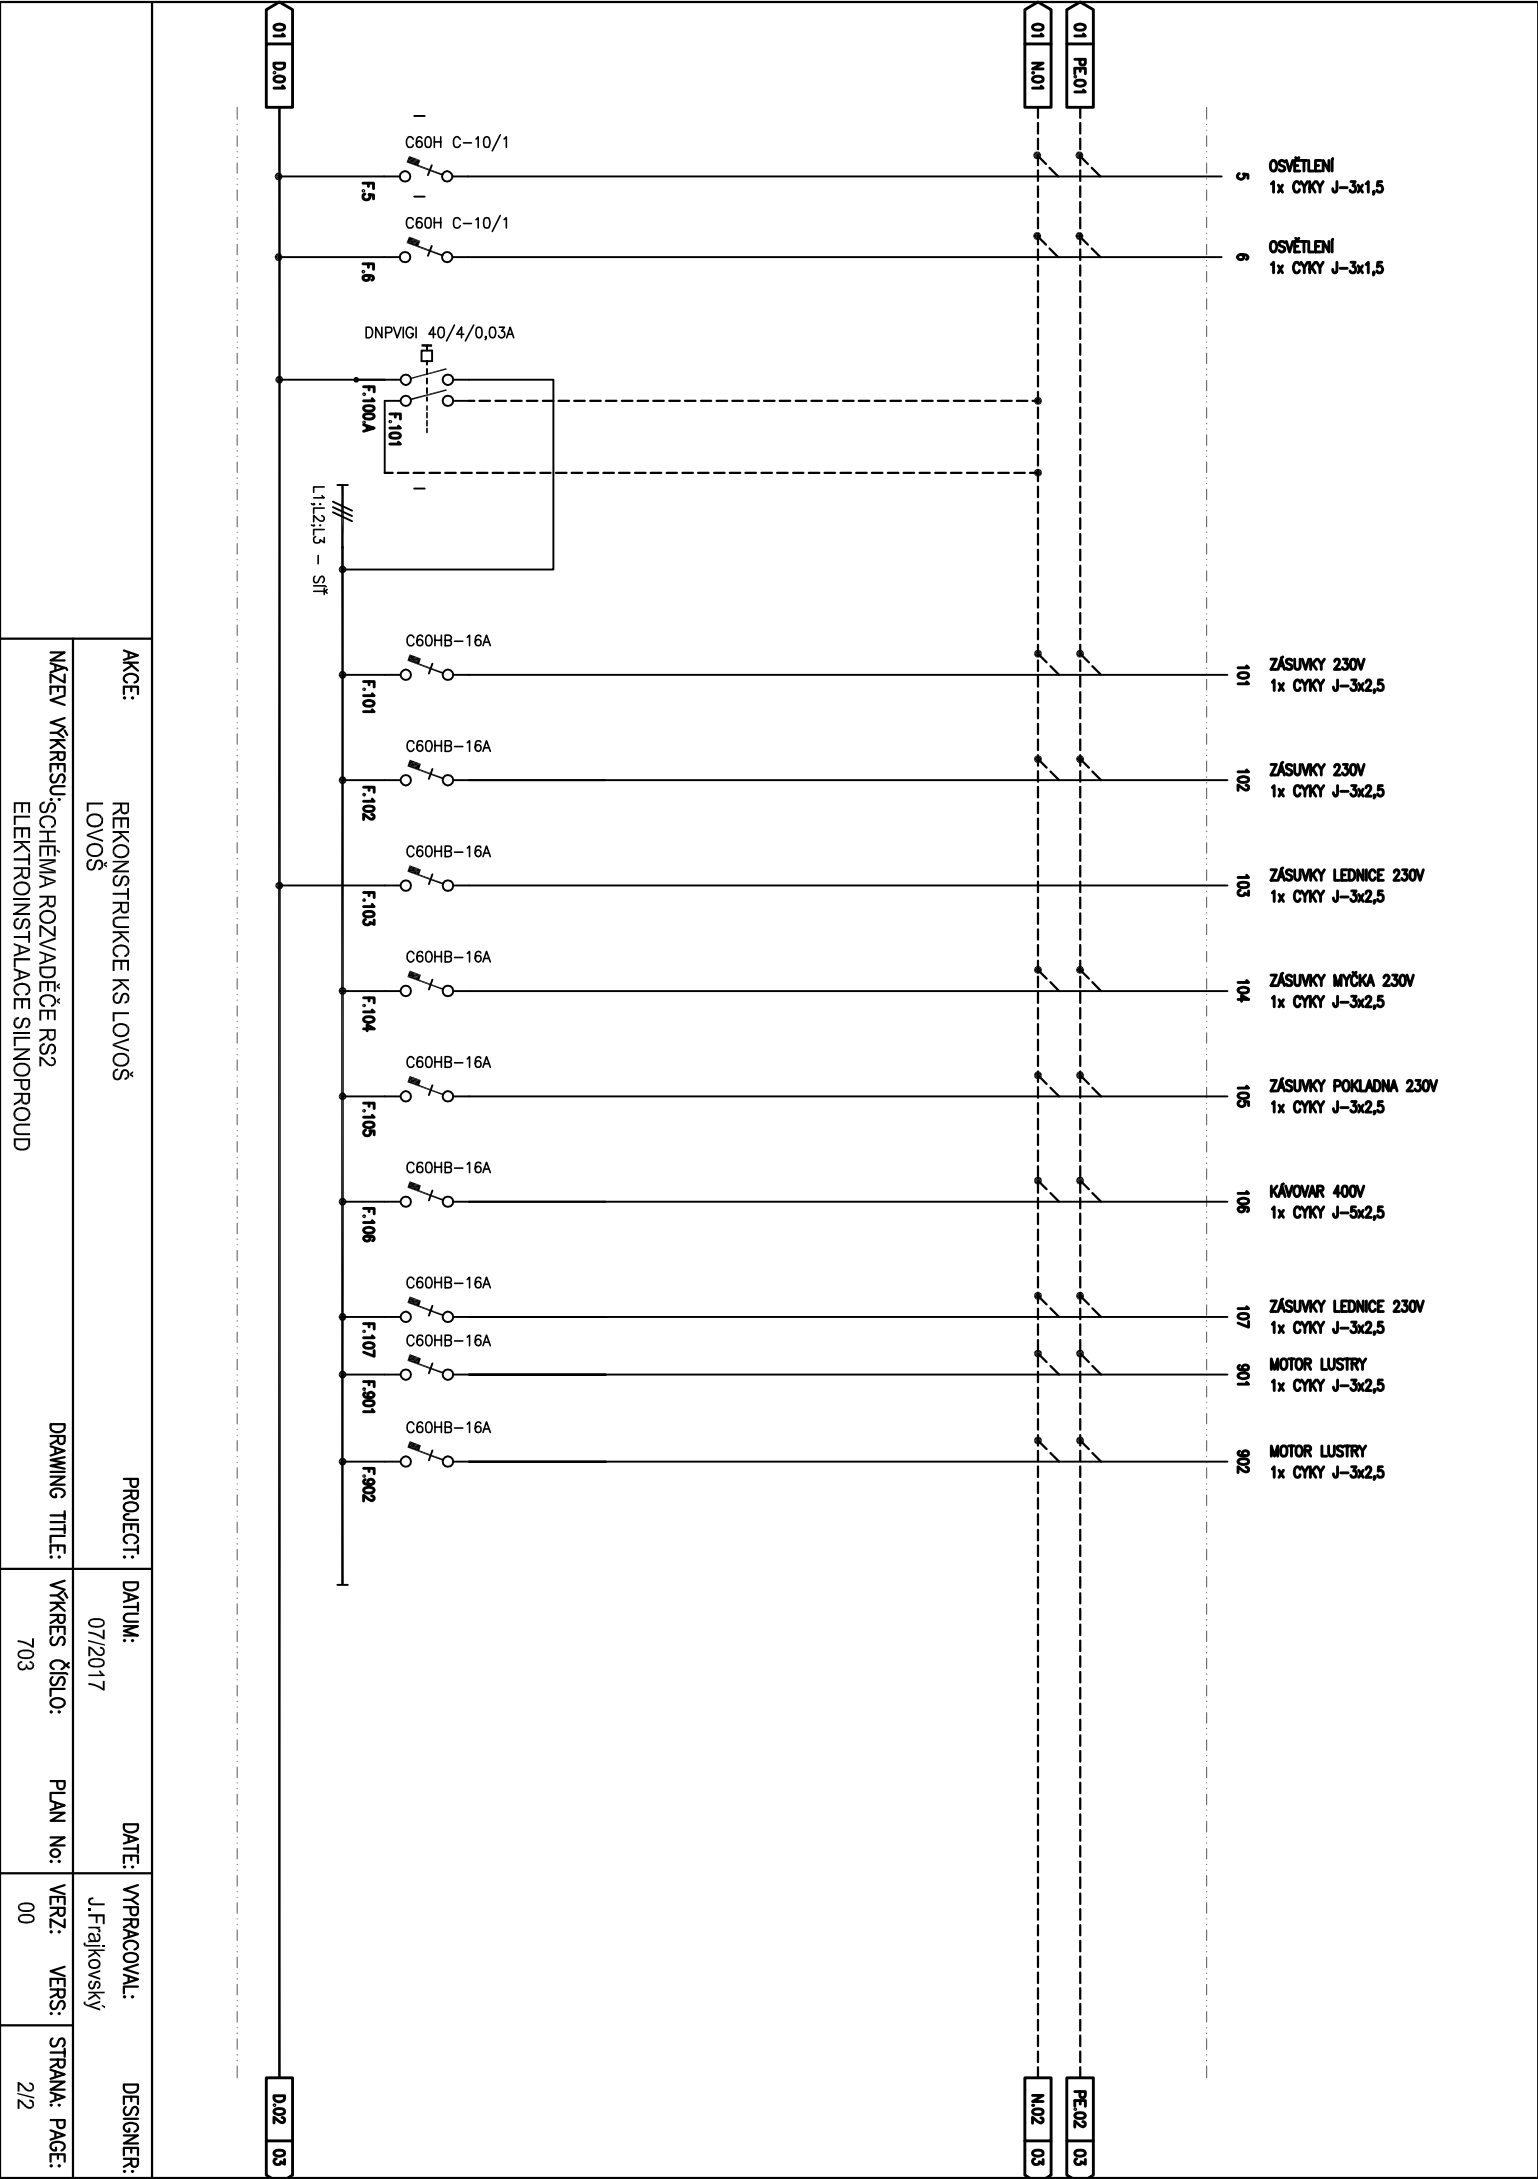 01 PE.01
01 N.01
01 D.01
OSVĚTLENÍ
1x CYKY J-3x1,5
5
C60H C-10/1
F.5
OSVĚTLENÍ
1x CYKY J-3x1,5
6
C60H C-10/1
F.6
DNPVIGI 40/4/0,03A
F.100.A
F.101
L1;L2;L3 - SÍŤ
ZÁSUVKY 230V
1x CYKY J-3x2,5
101
C60HB-16A
F.101
ZÁSUVKY 230V
1x CYKY J-3x2,5
102
C60HB-16A
F.102
ZÁSUVKY LEDNICE 230V
1x CYKY J-3x2,5
103
C60HB-16A
F.103
ZÁSUVKY MYČKA 230V
1x CYKY J-3x2,5
104
C60HB-16A
F.104
ZÁSUVKY POKLADNA 230V
1x CYKY J-3x2,5
105
C60HB-16A
F.105
KÁVOVAR 400V
1x CYKY J-5x2,5
106
C60HB-16A
F.106
ZÁSUVKY LEDNICE 230V
1x CYKY J-3x2,5
107
C60HB-16A
F.107
MOTOR LUSTRY
1x CYKY J-3x2,5
901
C60HB-16A
F.901
MOTOR LUSTRY
1x CYKY J-3x2,5
902
C60HB-16A
F.902
PE.02 03
N.02 03
D.02 03
AKCE: PROJECT:
REKONSTRUKCE KS LOVOŠ
LOVOŠ
NÁZEV VÝKRESU: DRAWING TITLE:
SCHÉMA ROZVADĚČE RS2
ELEKTROINSTALACE SILNOPROUD
DATUM: DATE:
07/2017
VÝKRES ČÍSLO: PLAN No:
703
VYPRACOVAL: DESIGNER:
J.Frajkovský
VERZ: VERS:
00
STRANA: PAGE:
2/2